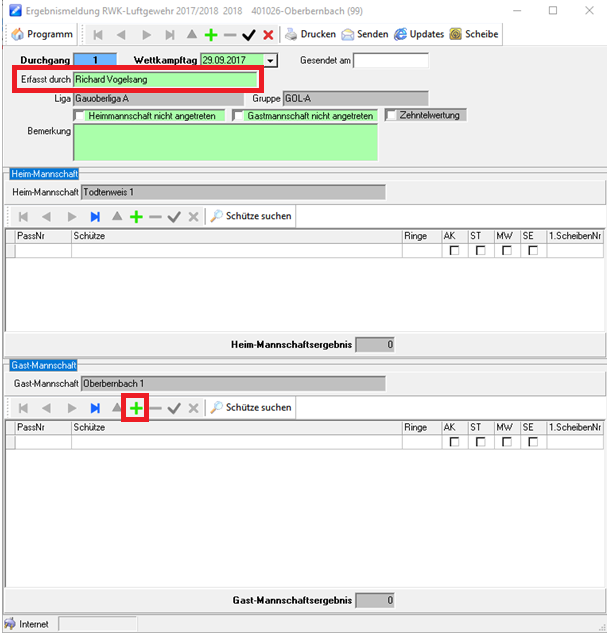 Ergebnismeldung RWK-Luftgewehr 2017/2018 2018 401026-Oberbernbach (99)
Programm Drucken Senden Updates Scheibe
Durchgang 1 Wettkampftag 29.09.2017 Gesendet am
Erfasst durch Richard Vogelsang
Liga Gauoberliga A Gruppe GOL-A
Heimmannschaft nicht angetreten Gastmannschaft nicht angetreten Zehntelwertung
Bemerkung
Heim-Mannschaft
Heim-Mannschaft Todtenweis 1
Schütze suchen
PassNr Schütze Ringe AK ST MW SE 1.ScheibenNr
Heim-Mannschaftsergebnis 0
Gast-Mannschaft
Gast-Mannschaft Oberbernbach 1
Schütze suchen
PassNr Schütze Ringe AK ST MW SE 1.ScheibenNr
Gast-Mannschaftsergebnis 0
Internet